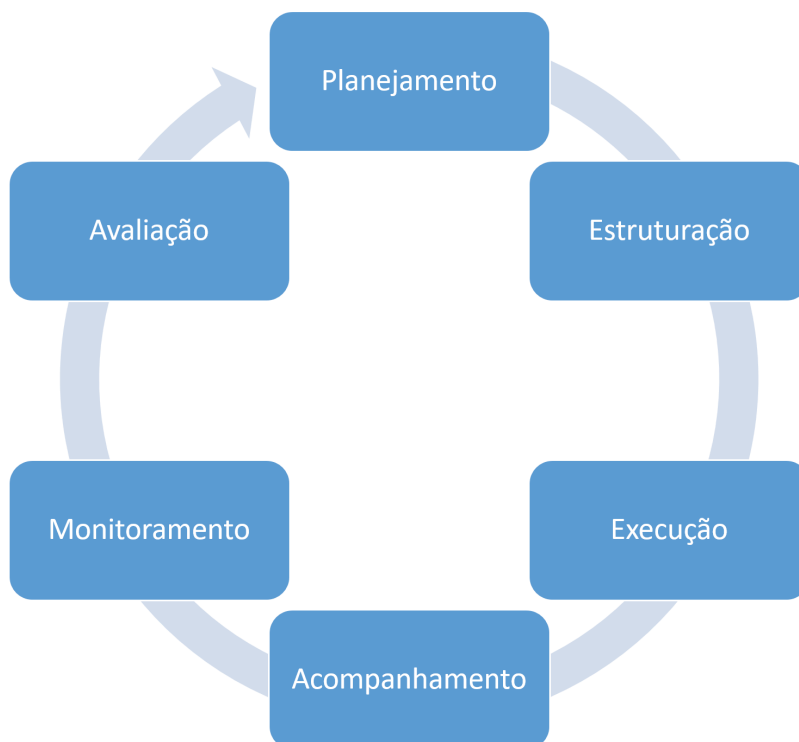 Planejamento
Estruturação
Execução
Acompanhamento
Monitoramento
Avaliação